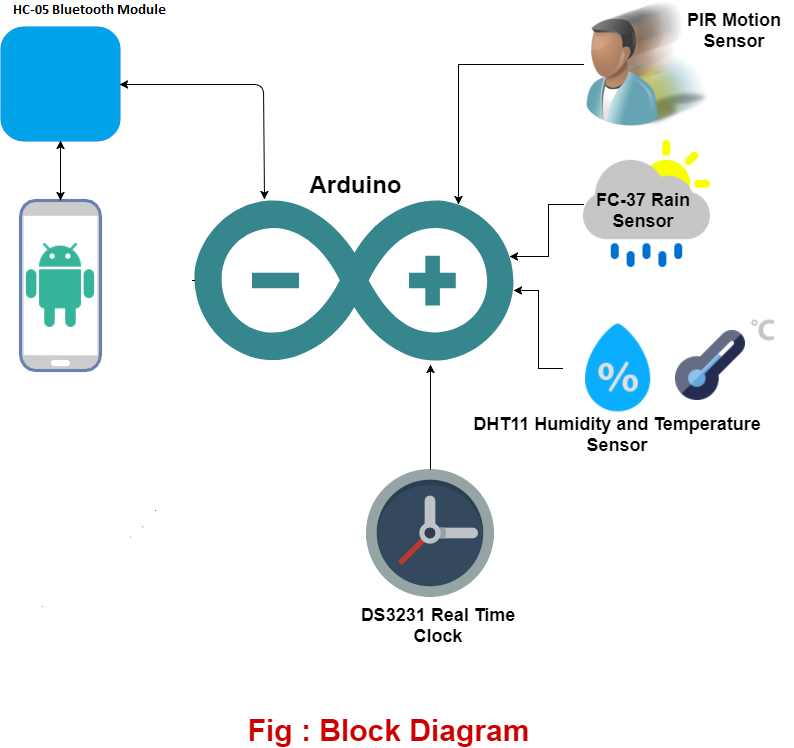 HC-05 Bluetooth Module
PIR Motion
Sensor
Arduino
FC-37 Rain
Sensor
°C
%
DHT11 Humidity and Temperature
Sensor
DS3231 Real Time
Clock
Fig : Block Diagram